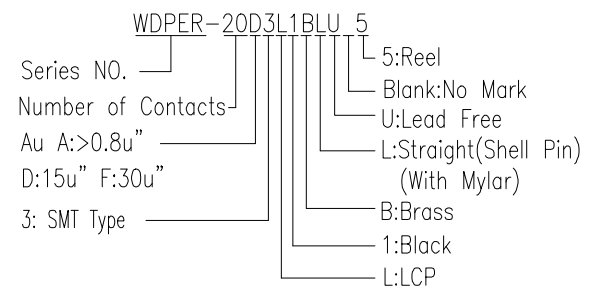 WDPER-20D3L1BLU 5
Series NO.
Number of Contacts
Au A:>0.8u"
D:15u" F:30u"
3: SMT Type
5:Reel
Blank:No Mark
U:Lead Free
L:Straight(Shell Pin)
(With Mylar)
B:Brass
1:Black
L:LCP